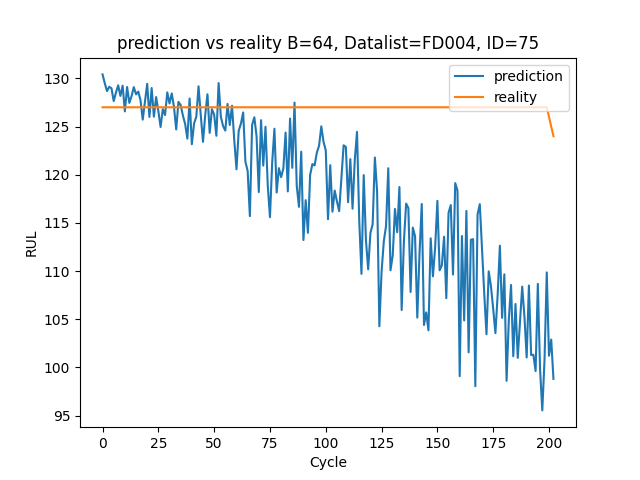 prediction vs reality B=64, Datalist=FD004, ID=75
prediction
reality
130
125
120
115
110
105
100
95
RUL
0 25 50 75 100 125 150 175 200
Cycle